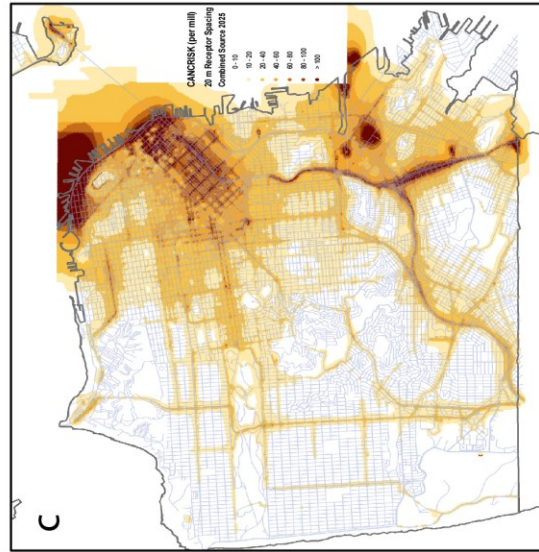 C
CANCRISK (per mill)
20 m Receptor Spacing
Combined Source 2025
0 - 10
10 - 20
20 - 40
40 - 60
60 - 80
80 - 100
> 100